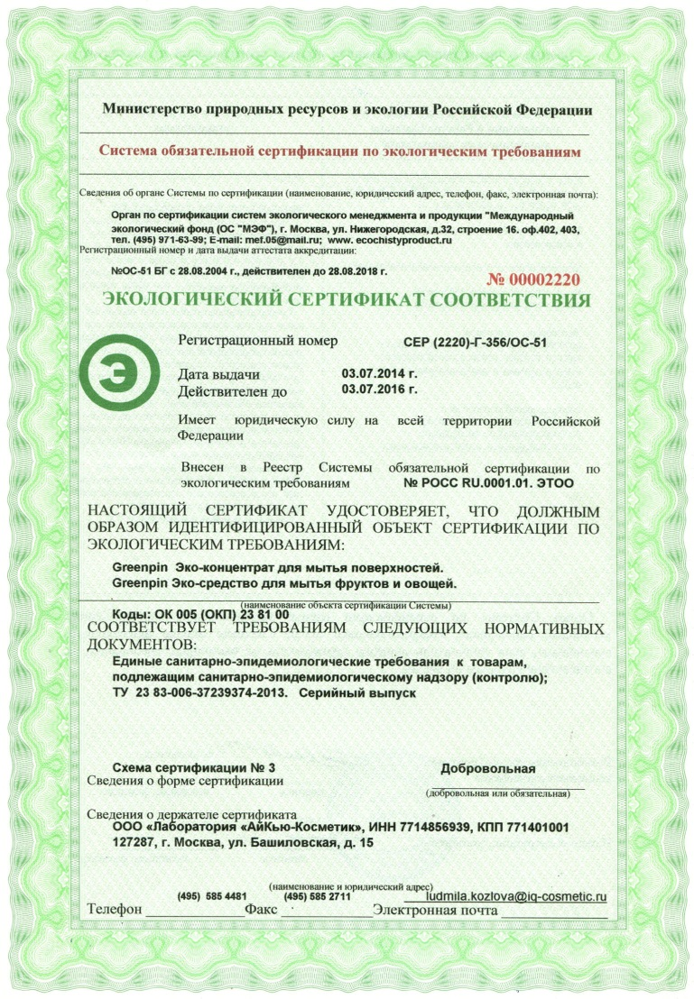 Министерство природных ресурсов и экологии Российской Федерации
Система обязательной сертификации по экологическим требованиям
Сведения об органе Системы по сертификации (наименование, юридический адрес, телефон, факс, электронная почта):
Орган по сертификации систем экологического менеджмента и продукции "Международный
экологический фонд (ОС "МЭФ"), г. Москва, ул. Нижегородская, д.32, строение 16. оф.402, 403,
тел. (495) 971-63-99; E-mail: mef.05@mail.ru; www. ecochistyproduct.ru
Регистрационный номер и дата выдачи аттестата аккредитации:
№ОС-51 БГ с 28.08.2004 г., действителен до 28.08.2018 г.
№ 00002220
ЭКОЛОГИЧЕСКИЙ СЕРТИФИКАТ СООТВЕТСТВИЯ
Э
Регистрационный номер СЕР (2220)-Г-356/ОС-51
Дата выдачи 03.07.2014 г.
Действителен до 03.07.2016 г.
Имеет юридическую силу на всей территории Российской
Федерации
Внесен в Реестр Системы обязательной сертификации по
экологическим требованиям № РОСС RU.0001.01. ЭТОО
НАСТОЯЩИЙ СЕРТИФИКАТ УДОСТОВЕРЯЕТ, ЧТО ДОЛЖНЫМ
ОБРАЗОМ ИДЕНТИФИЦИРОВАННЫЙ ОБЪЕКТ СЕРТИФИКАЦИИ ПО
ЭКОЛОГИЧЕСКИМ ТРЕБОВАНИЯМ:
Greenpin Эко-концентрат для мытья поверхностей.
Greenpin Эко-средство для мытья фруктов и овощей.
(наименование объекта сертификации Системы)
Коды: ОК 005 (ОКП) 23 81 00
СООТВЕТСТВУЕТ ТРЕБОВАНИЯМ СЛЕДУЮЩИХ НОРМАТИВНЫХ
ДОКУМЕНТОВ:
Единые санитарно-эпидемиологические требования к товарам,
подлежащим санитарно-эпидемиологическому надзору (контролю);
ТУ 23 83-006-37239374-2013. Серийный выпуск
Схема сертификации № 3 Добровольная
Сведения о форме сертификации
(добровольная или обязательная)
Сведения о держателе сертификата
ООО «Лаборатория «АйКью-Косметик», ИНН 7714856939, КПП 771401001
127287, г. Москва, ул. Башиловская, д. 15
(наименование и юридический адрес)
(495) 585 4481 (495) 585 2711 ludmila.kozlova@iq-cosmetic.ru
Телефон Факс Электронная почта